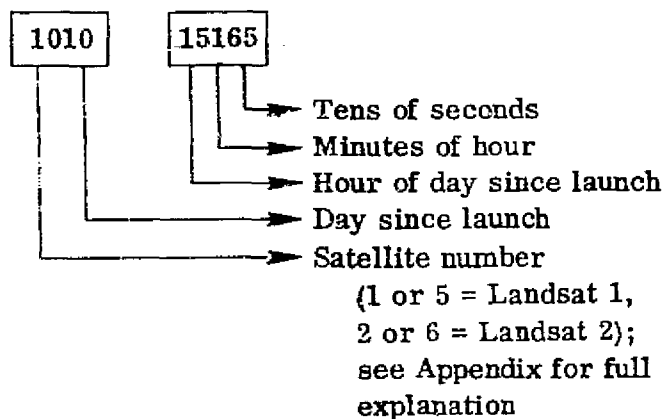 1010 15165
Tens of seconds
Minutes of hour
Hour of day since launch
Day since launch
Satellite number
(1 or 5 = Landsat 1,
2 or 6 = Landsat 2);
see Appendix for full
explanation